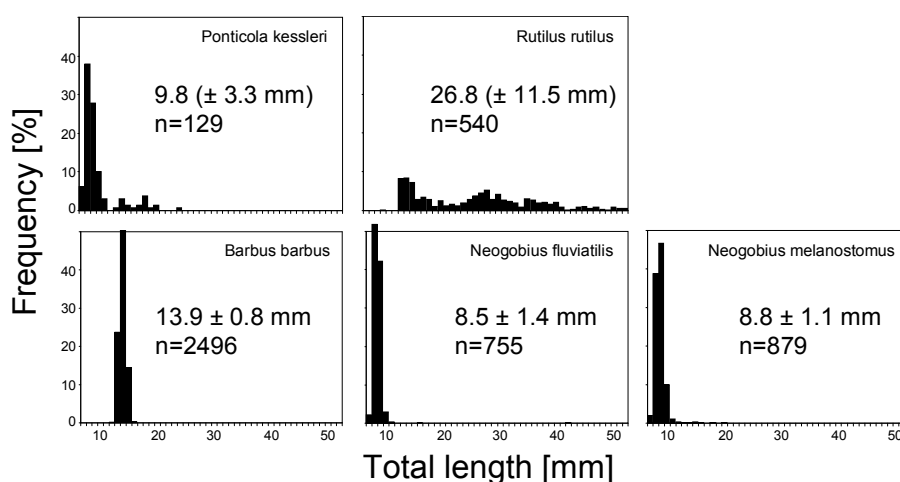 Ponticola kessleri
9.8 (± 3.3 mm)
n=129
Rutilus rutilus
26.8 (± 11.5 mm)
n=540
40
30
20
10
0
Frequency [%]
Barbus barbus
13.9 ± 0.8 mm
n=2496
Neogobius fluviatilis
8.5 ± 1.4 mm
n=755
Neogobius melanostomus
8.8 ± 1.1 mm
n=879
40
30
20
10
0
10 20 30 40 50
10 20 30 40 50
10 20 30 40 50
Total length [mm]